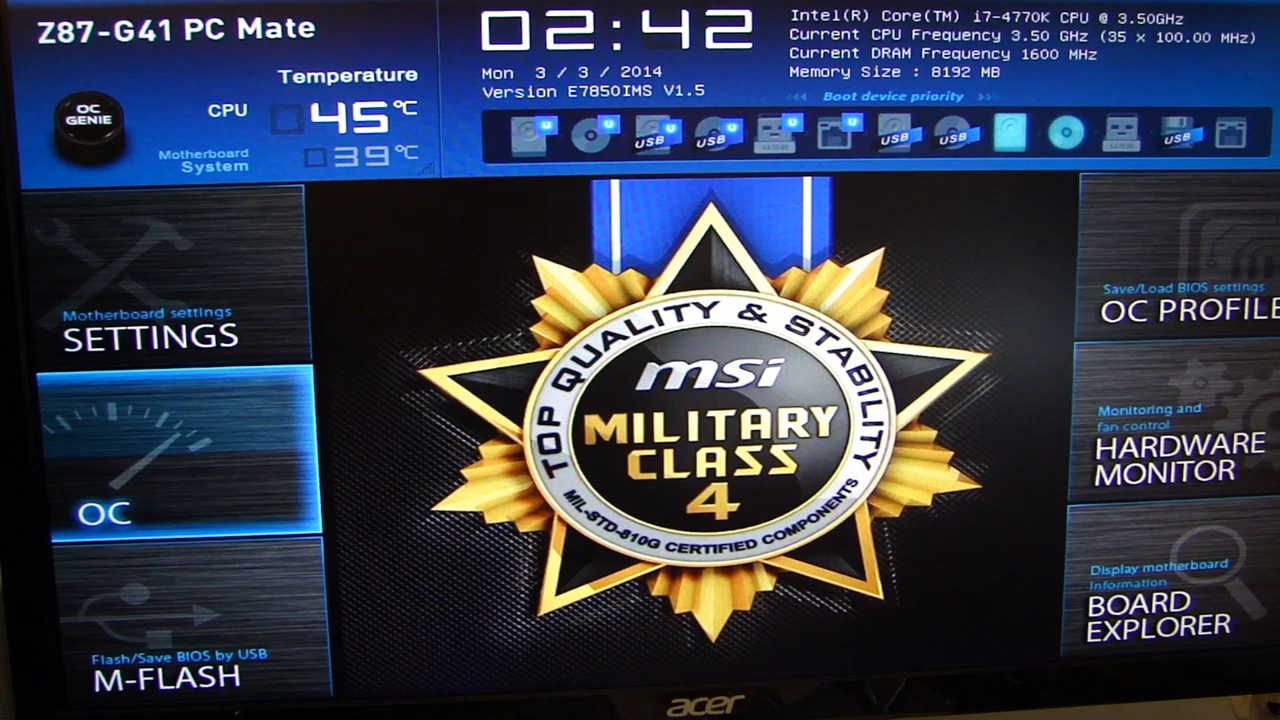 Z87-G41 PC Mate
Temperature
OC
GENIE
CPU
45°C
Motherboard
System
39°C
02:42
Mon 3 / 3 / 2014
Version E7850IMS V1.5
Intel(R) Core(TM) i7-4770K CPU @ 3.50GHz
Current CPU Frequency 3.50 GHz (35 x 100.00 MHz)
Current DRAM Frequency 1600 MHz
Memory Size : 8192 MB
Boot device priority
U
U
USB U
USB U
U
U
USB
USB
USB
Motherboard settings
SETTINGS
OC
Flash/Save BIOS by USB
M-FLASH
TOP QUALITY & STABILITY
msi
MILITARY
CLASS
4
MIL-STD-810G CERTIFIED COMPONENTS
Save/Load BIOS settings
OC PROFILE
Monitoring and
fan control
HARDWARE
MONITOR
Display motherboard
Information
BOARD
EXPLORER
acer